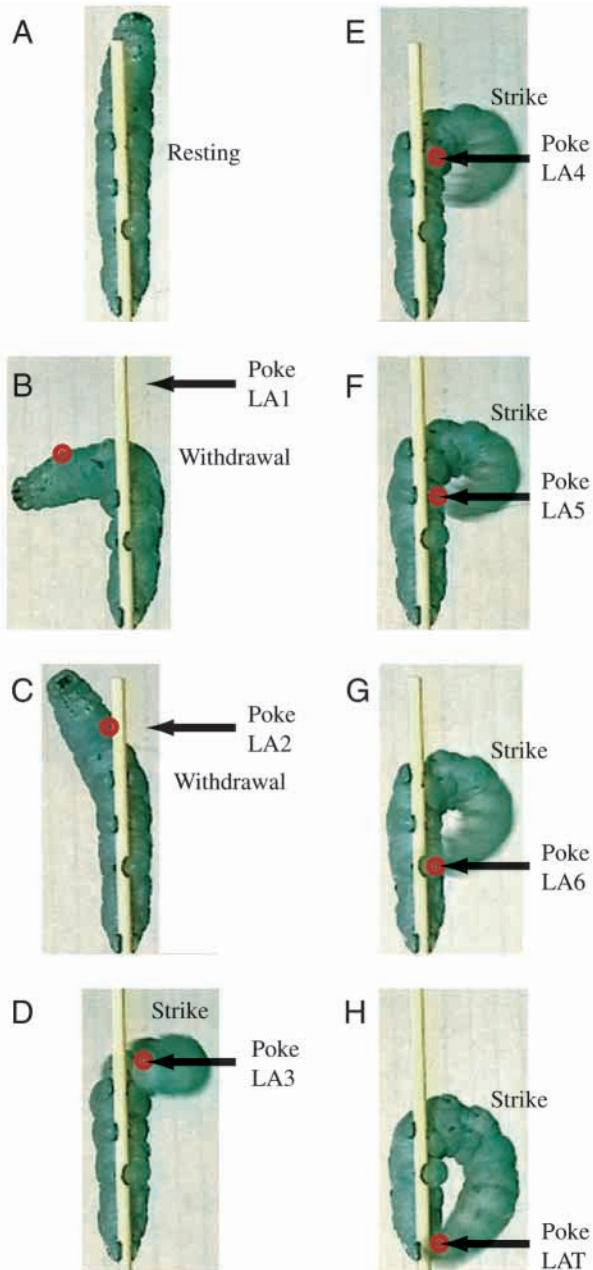 A
Resting
B
Poke
LA1
Withdrawal
C
Poke
LA2
Withdrawal
D
Strike
Poke
LA3
E
Strike
Poke
LA4
F
Strike
Poke
LA5
G
Strike
Poke
LA6
H
Strike
Poke
LAT